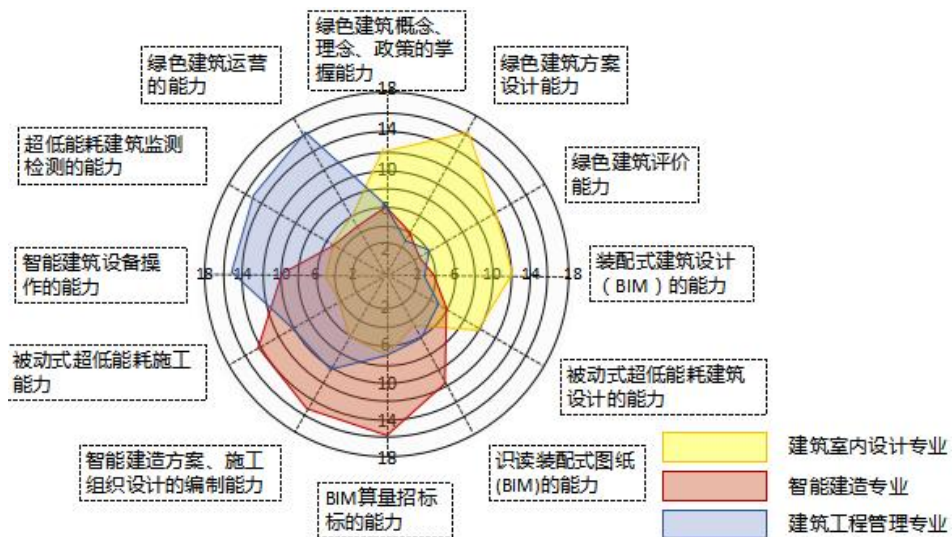 绿色建筑概念、
理念、政策的掌
握能力
绿色建筑运营
的能力
绿色建筑方案
设计能力
超低能耗建筑监测
检测的能力
绿色建筑评价
能力
智能建筑设备操
作的能力
装配式建筑设计
（BIM）的能力
被动式超低能耗施工
能力
被动式超低能耗建筑
设计的能力
智能建造方案、施工
组织设计的编制能力
BIM算量招标
标的能力
识读装配式图纸
(BIM)的能力
18
14
10
6
2
18 14 10 6 2
2 6 10 14 18
2
6
10
14
18
建筑室内设计专业
智能建造专业
建筑工程管理专业